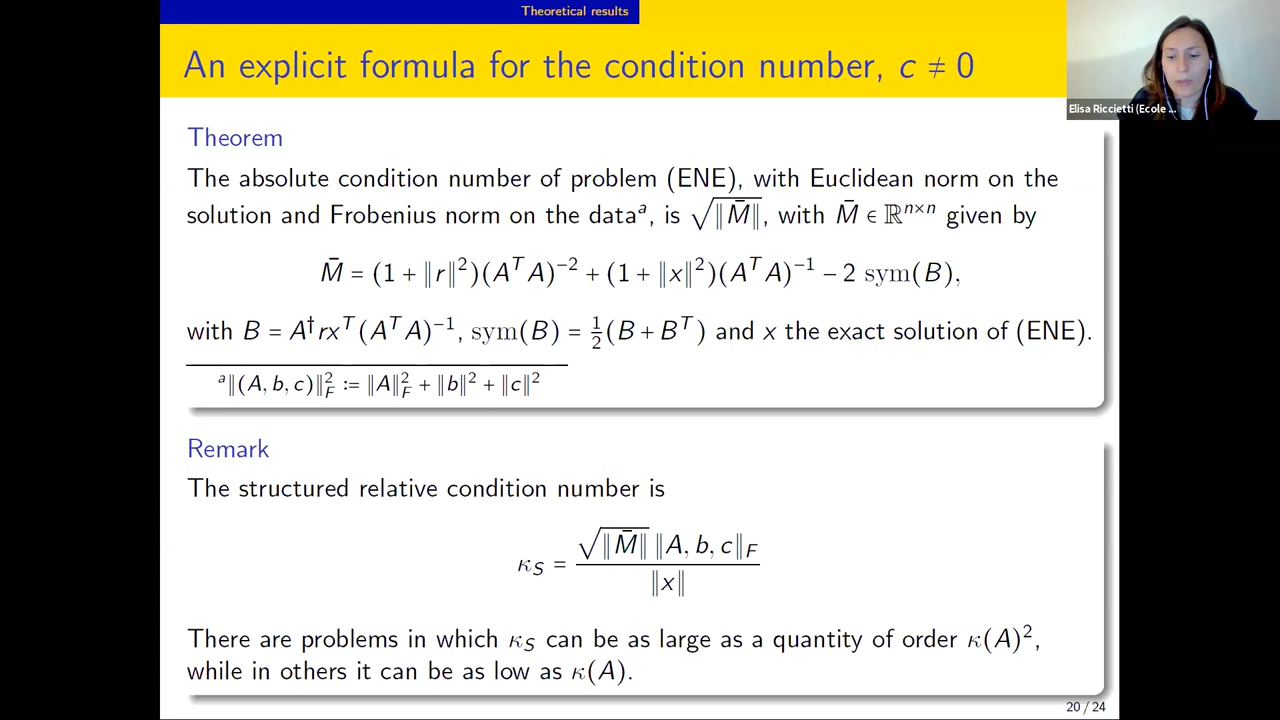 Theoretical results
An explicit formula for the condition number, c ≠ 0
Elisa Riccietti (Ecole ...
Theorem
The absolute condition number of problem (ENE), with Euclidean norm on the
solution and Frobenius norm on the dataᵃ, is √‖M̄‖, with M̄ ∈ ℝⁿˣⁿ given by
M̄ = (1 + ‖r‖²)(AᵀA)⁻² + (1 + ‖x‖²)(AᵀA)⁻¹ − 2 sym(B),
with B = A†rxᵀ(AᵀA)⁻¹, sym(B) = ½(B + Bᵀ) and x the exact solution of (ENE).
ᵃ‖(A, b, c)‖²_F := ‖A‖²_F + ‖b‖² + ‖c‖²
Remark
The structured relative condition number is
κ_S = √‖M̄‖ ‖A, b, c‖_F / ‖x‖
There are problems in which κ_S can be as large as a quantity of order κ(A)²,
while in others it can be as low as κ(A).
20 / 24